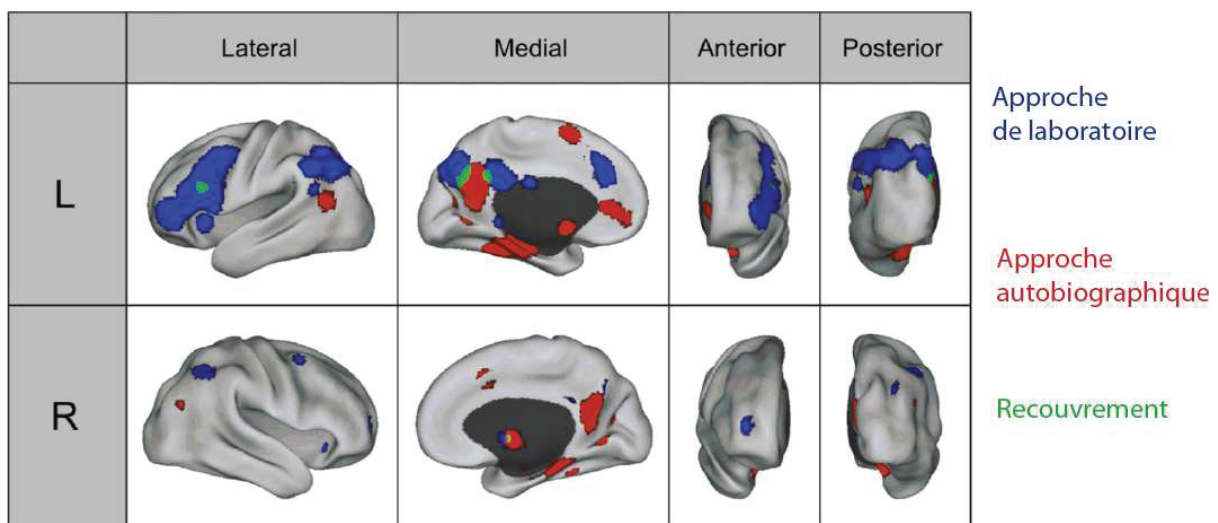 Lateral Medial Anterior Posterior
L
R
Approche
de laboratoire
Approche
autobiographique
Recouvrement